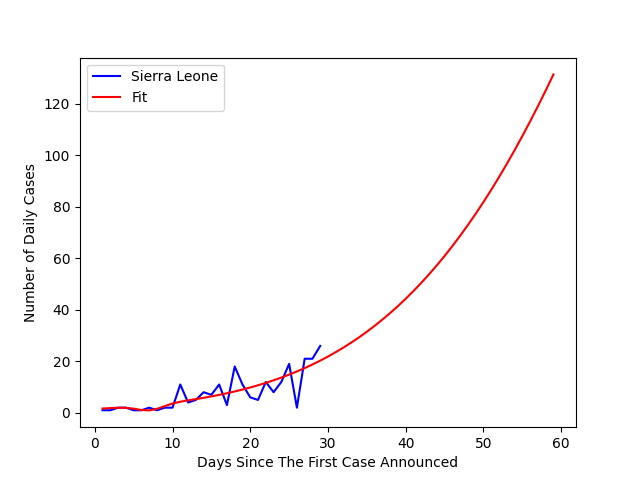 Sierra Leone
Fit
Number of Daily Cases
120
100
80
60
40
20
0
0 10 20 30 40 50 60
Days Since The First Case Announced